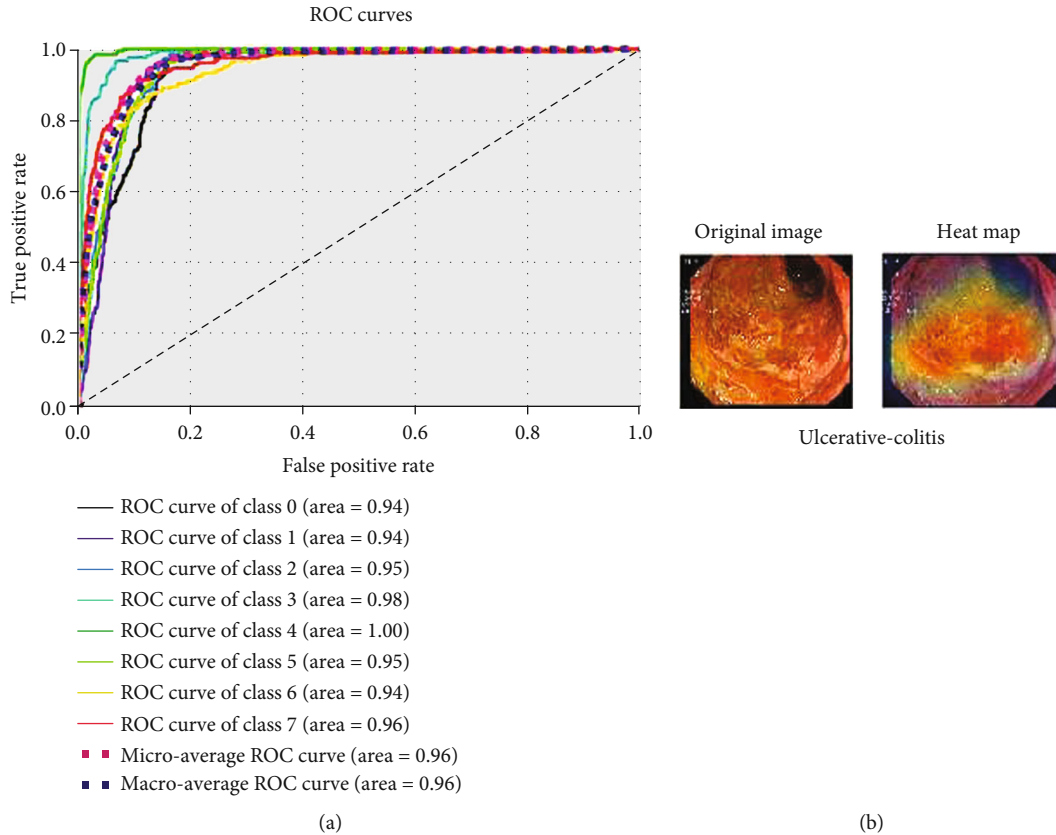 ROC curves
1.0
0.8
0.6
0.4
0.2
0.0
True positive rate
0.0 0.2 0.4 0.6 0.8 1.0
False positive rate
ROC curve of class 0 (area = 0.94)
ROC curve of class 1 (area = 0.94)
ROC curve of class 2 (area = 0.95)
ROC curve of class 3 (area = 0.98)
ROC curve of class 4 (area = 1.00)
ROC curve of class 5 (area = 0.95)
ROC curve of class 6 (area = 0.94)
ROC curve of class 7 (area = 0.96)
Micro-average ROC curve (area = 0.96)
Macro-average ROC curve (area = 0.96)
(a)
Original image Heat map
Ulcerative-colitis
(b)